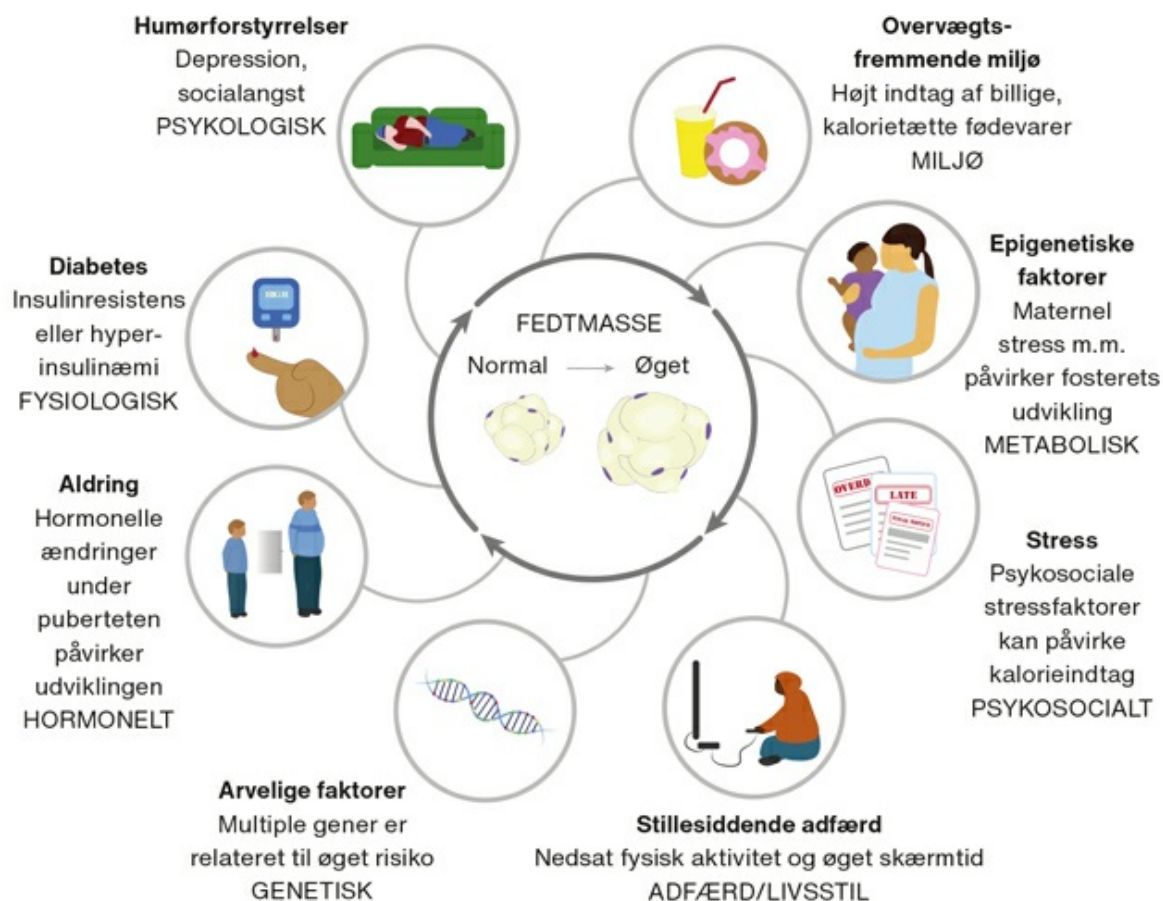 Humørforstyrrelser
Depression,
socialangst
PSYKOLOGISK
Overvægts-
fremmende miljø
Højt indtag af billige,
kalorietætte fødevarer
MILJØ
Epigenetiske
faktorer
Maternel
stress m.m.
påvirker fosterets
udvikling
METABOLISK
Diabetes
Insulinresistens
eller hyper-
insulinæmi
FYSIOLOGISK
FEDTMASSE
Normal
Øget
OVERD
LATE
Stress
Psykosociale
stressfaktorer
kan påvirke
kalorieindtag
PSYKOSOCIALT
Aldring
Hormonelle
ændringer
under
puberteten
påvirker
udviklingen
HORMONELT
Arvelige faktorer
Multiple gener er
relateret til øget risiko
GENETISK
Stillesiddende adfærd
Nedsat fysisk aktivitet og øget skærmtid
ADFÆRD/LIVSSTIL